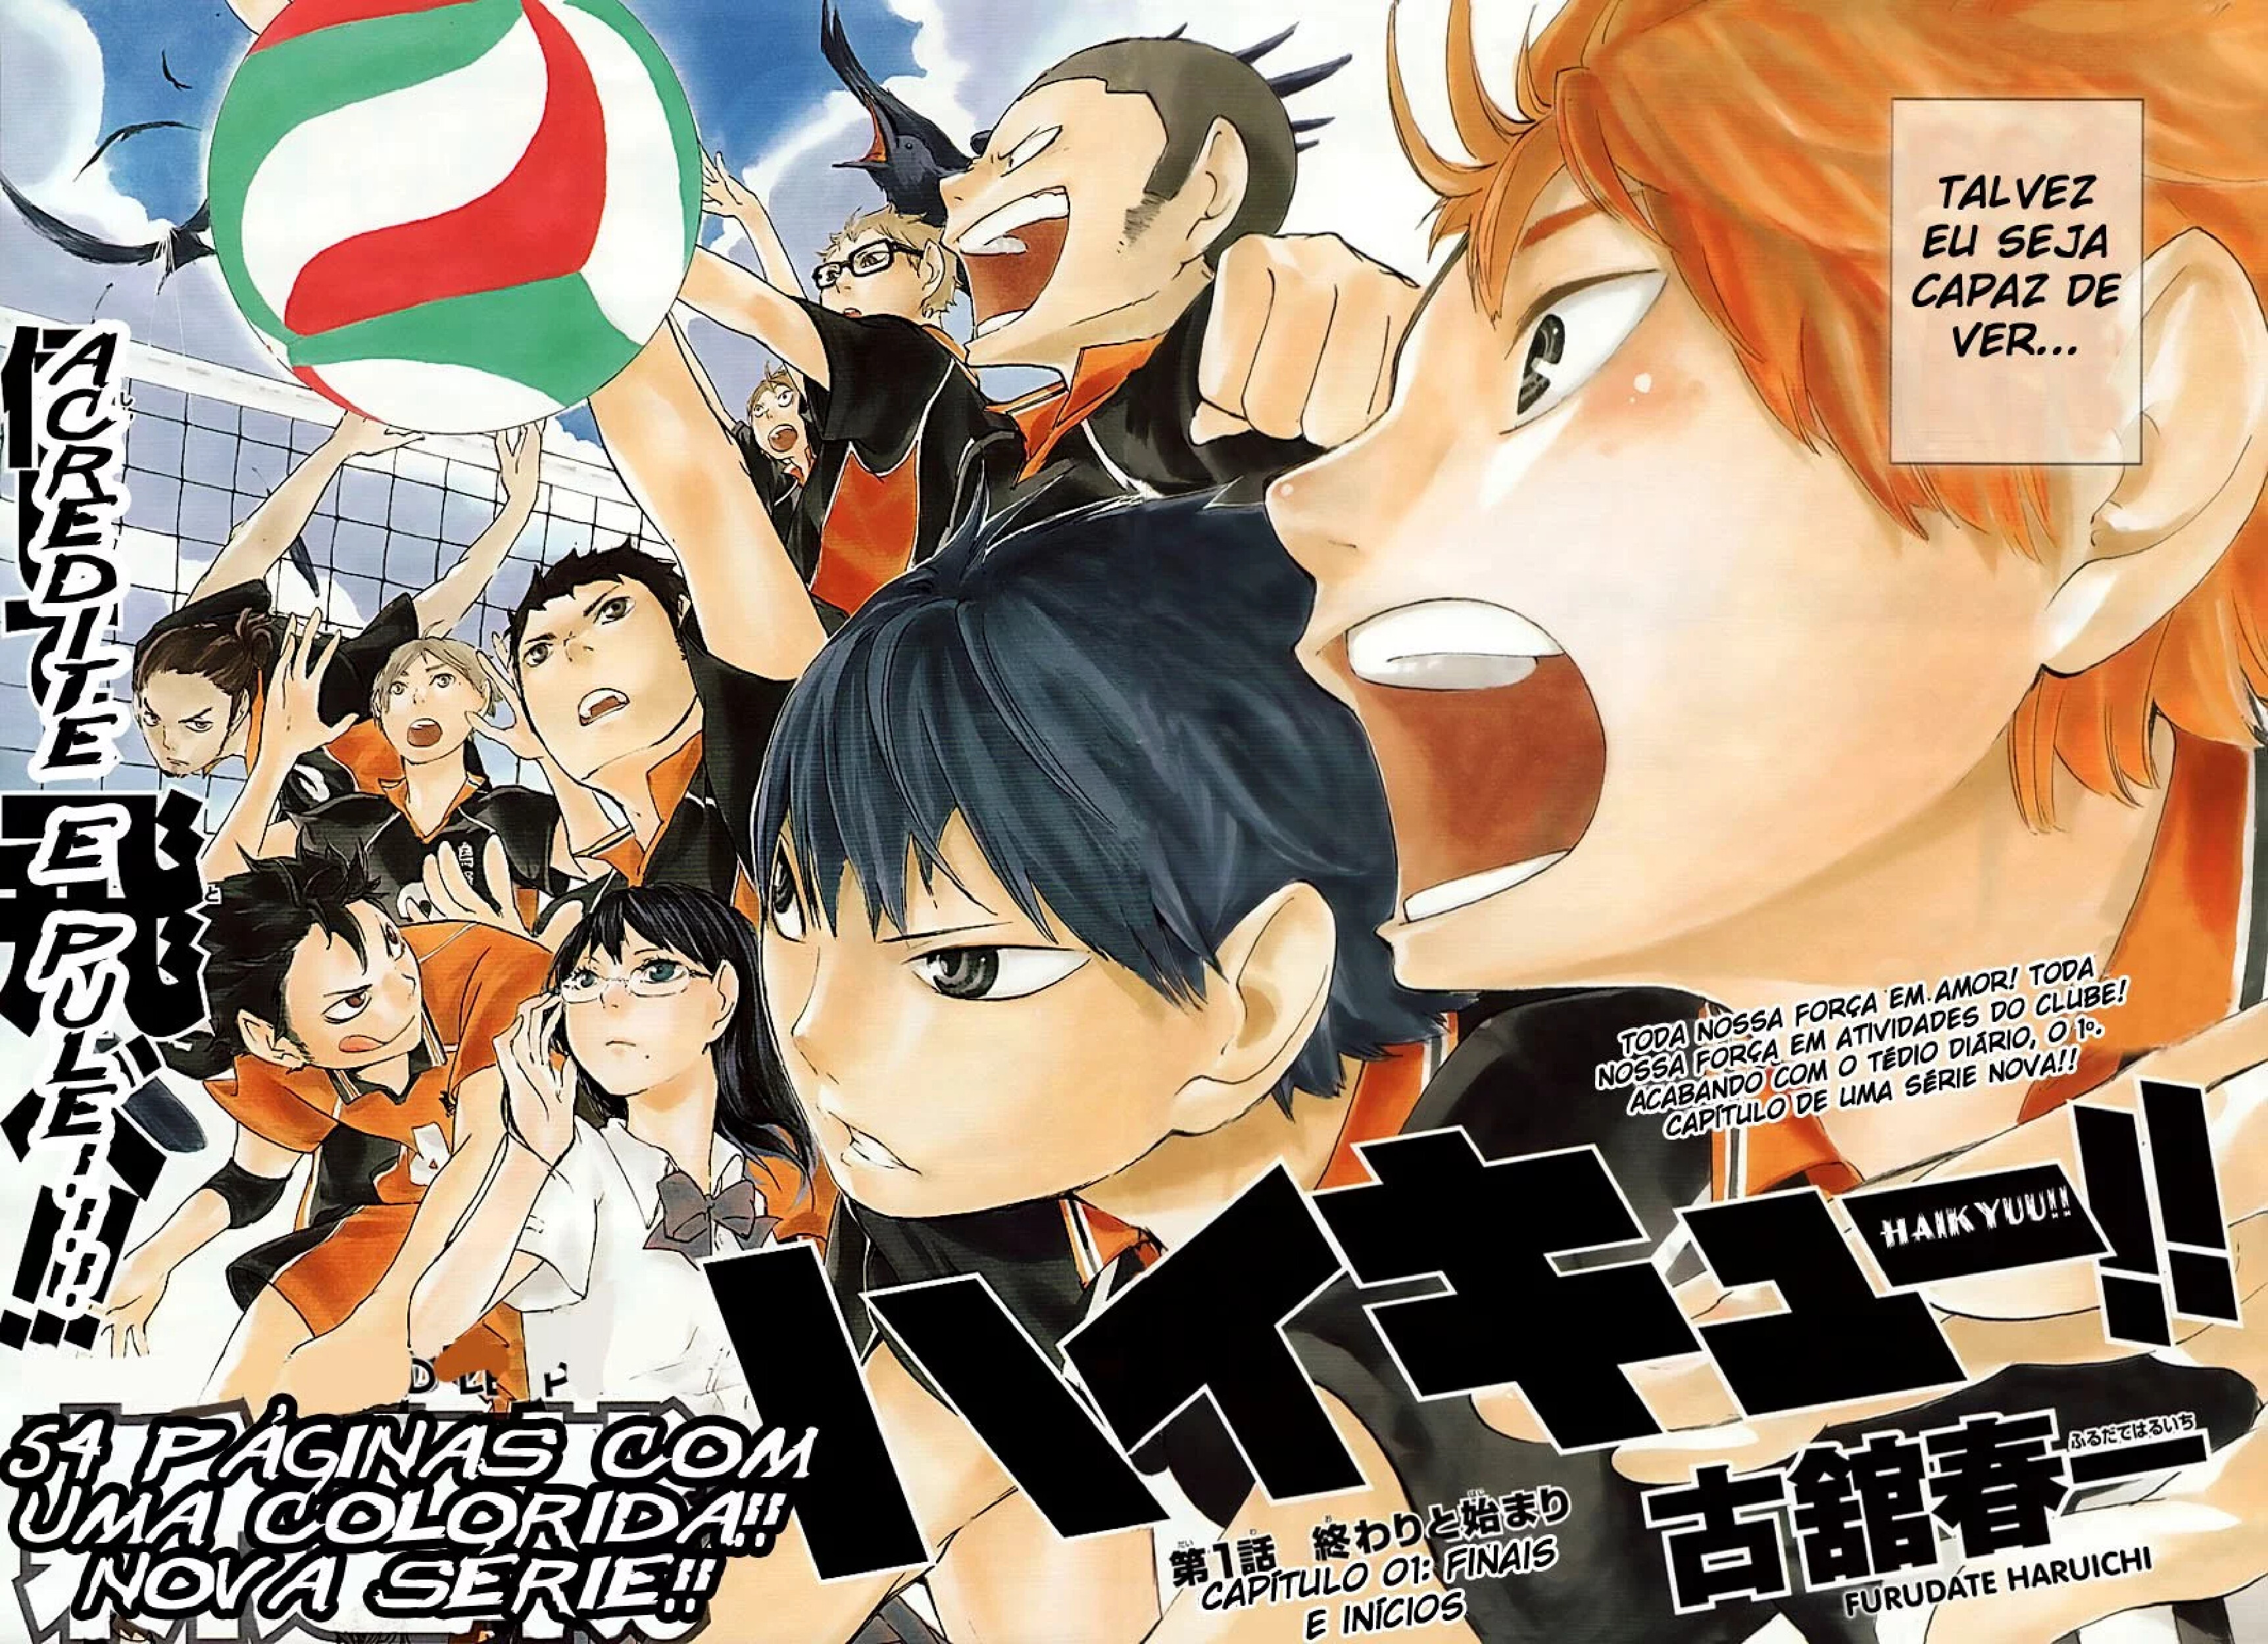 TALVEZ
EU SEJA
CAPAZ DE
VER...
ACREDITE E PULE!!!
TODA NOSSA FORÇA EM AMOR! TODA
NOSSA FORÇA EM ATIVIDADES DO CLUBE!
ACABANDO COM O TÉDIO DIÁRIO, O 1º.
CAPÍTULO DE UMA SÉRIE NOVA!!
ハイキュー!!
HAIKYUU!!
54 PÁGINAS COM
UMA COLORIDA!!
NOVA SÉRIE!!
第1話 終わりと始まり
CAPÍTULO 01: FINAIS
E INÍCIOS
古舘春一
ふるだてはるいち
FURUDATE HARUICHI